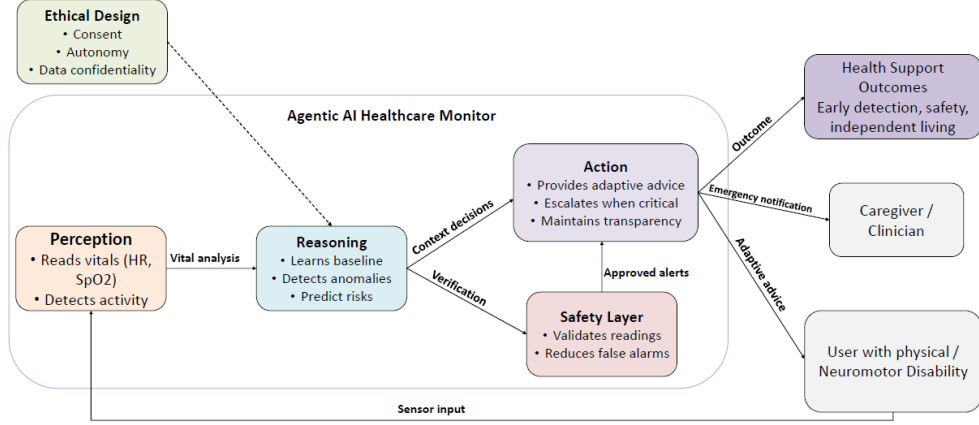 Ethical Design
• Consent
• Autonomy
• Data confidentiality
Agentic AI Healthcare Monitor
Perception
• Reads vitals (HR,
SpO2)
• Detects activity
Vital analysis
Reasoning
• Learns baseline
• Detects anomalies
• Predict risks
Context decisions
Verification
Action
• Provides adaptive advice
• Escalates when critical
• Maintains transparency
Approved alerts
Safety Layer
• Validates readings
• Reduces false alarms
Outcome
Health Support
Outcomes
Early detection, safety,
independent living
Emergency notification
Caregiver /
Clinician
Adaptive advice
User with physical /
Neuromotor Disability
Sensor input